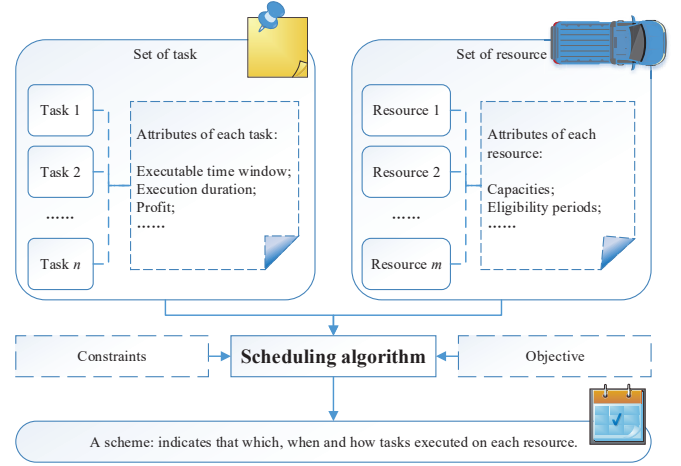 Set of task
Task 1
Task 2
......
Task n
Attributes of each task:
Executable time window;
Execution duration;
Profit;
......
Set of resource
Resource 1
Resource 2
......
Resource m
Attributes of each
resource:
Capacities;
Eligibility periods;
......
Constraints
Scheduling algorithm
Objective
A scheme: indicates that which, when and how tasks executed on each resource.